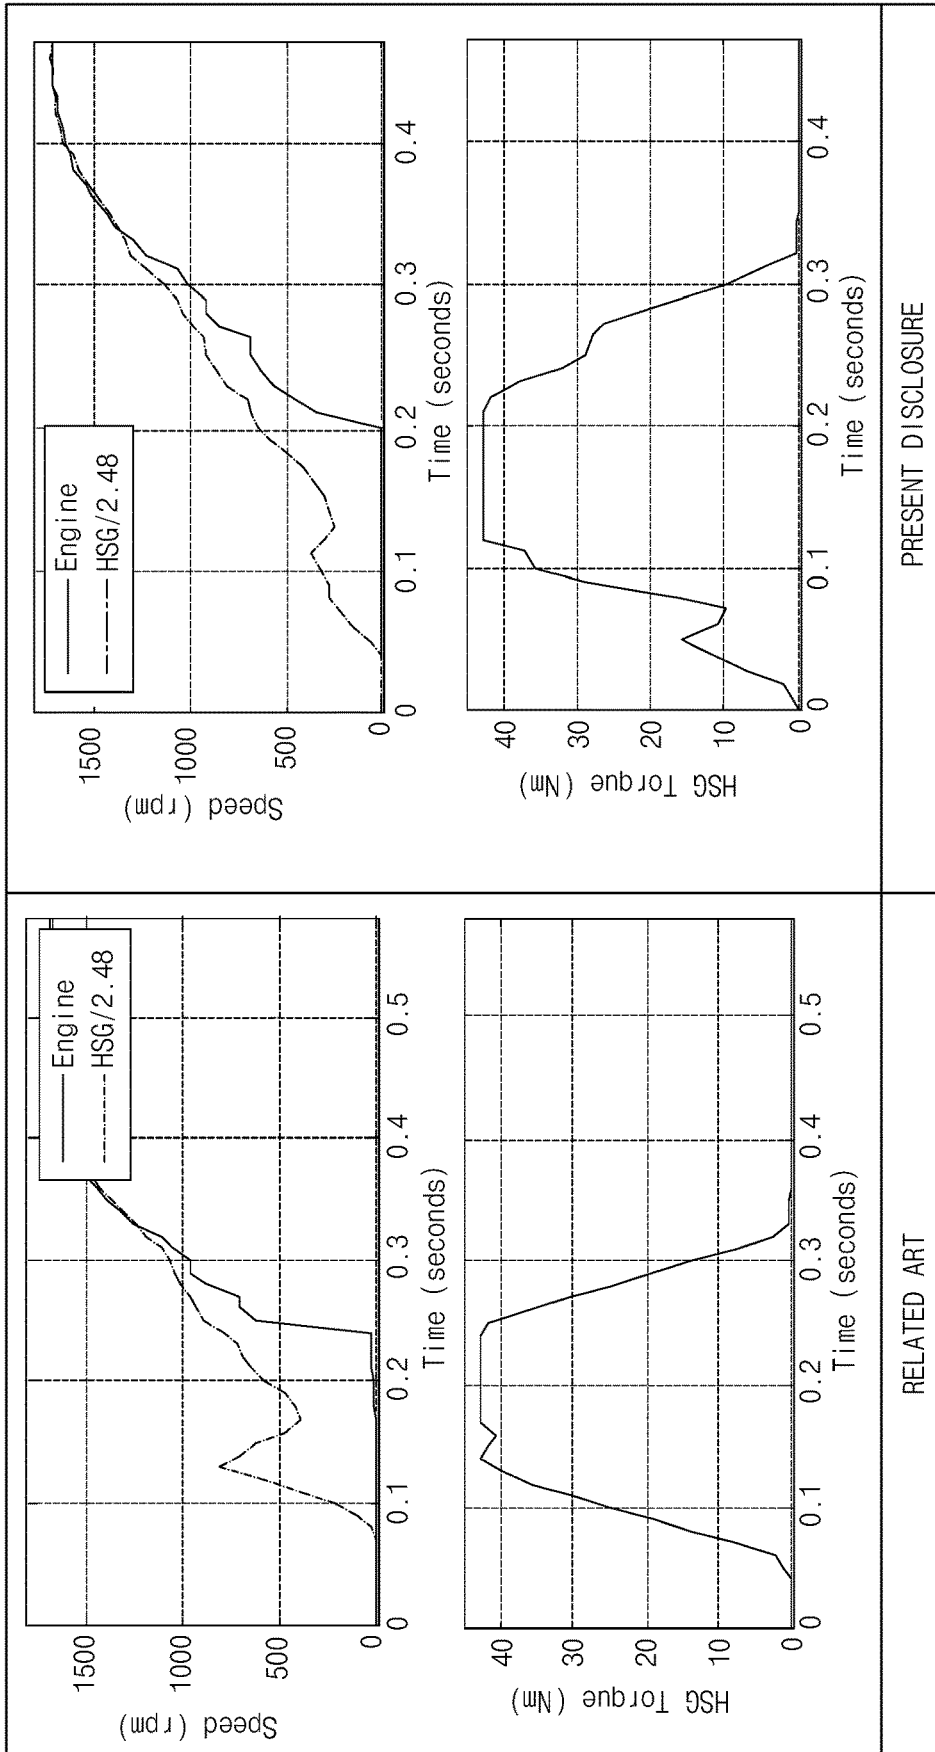 1500
1000
500
0
Speed (rpm)
Engine
HSG/2.48
0
0.1
0.2
0.3
0.4
0.5
Time (seconds)
40
30
20
10
0
HSG Torque (Nm)
0
0.1
0.2
0.3
0.4
0.5
Time (seconds)
RELATED ART
1500
1000
500
0
Speed (rpm)
Engine
HSG/2.48
0
0.1
0.2
0.3
0.4
Time (seconds)
40
30
20
10
0
HSG Torque (Nm)
0
0.1
0.2
0.3
0.4
Time (seconds)
PRESENT DISCLOSURE